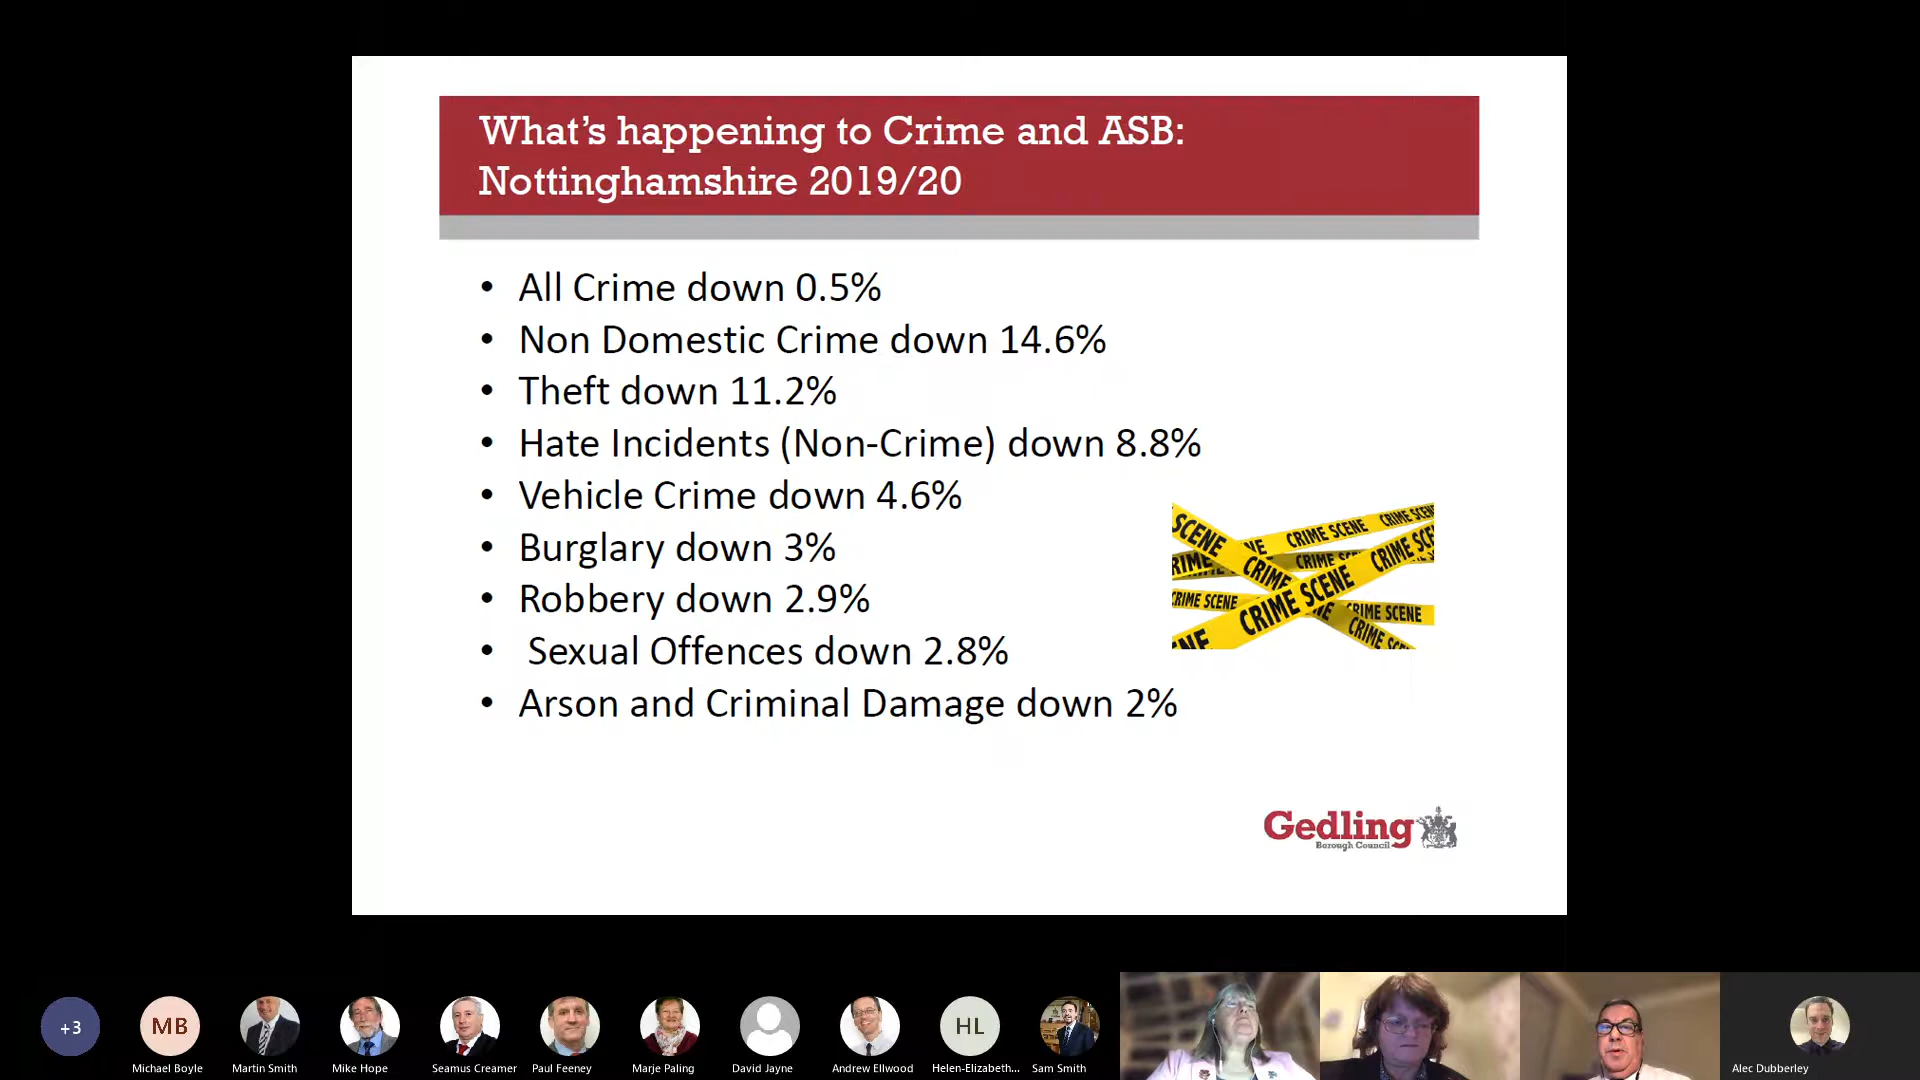 What's happening to Crime and ASB:
Nottinghamshire 2019/20
• All Crime down 0.5%
• Non Domestic Crime down 14.6%
• Theft down 11.2%
• Hate Incidents (Non-Crime) down 8.8%
• Vehicle Crime down 4.6%
• Burglary down 3%
• Robbery down 2.9%
• Sexual Offences down 2.8%
• Arson and Criminal Damage down 2%
CRIME SCENE
CRIME SCENE
CRIME SCENE
CRIME SCENE
Gedling
Borough Council
+3
MB
HL
Michael Boyle
Martin Smith
Mike Hope
Seamus Creamer
Paul Feeney
Marje Paling
David Jayne
Andrew Ellwood
Helen-Elizabeth...
Sam Smith
Alec Dubberley